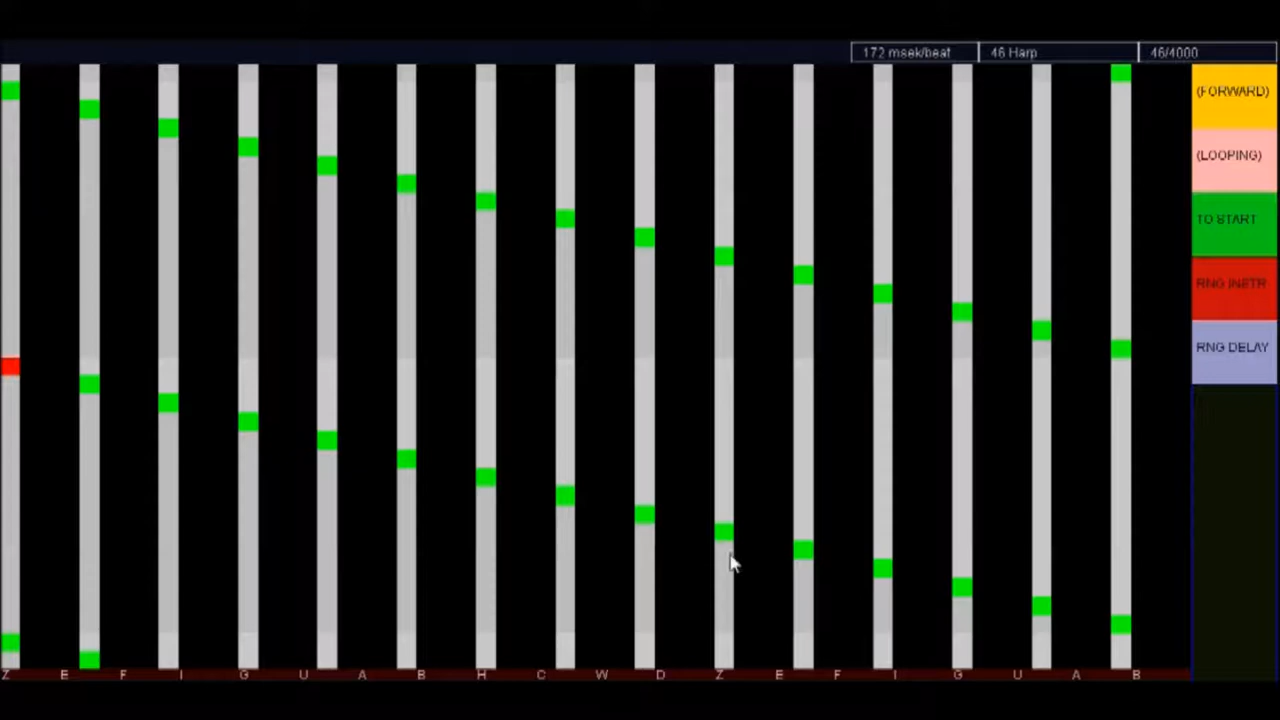 172 msek/beat 46 Harp 46/4000
(FORWARD)
(LOOPING)
TO START
RNG INSTR
RNG DELAY
Z E F I G U A B H C W D Z E F I G U A B